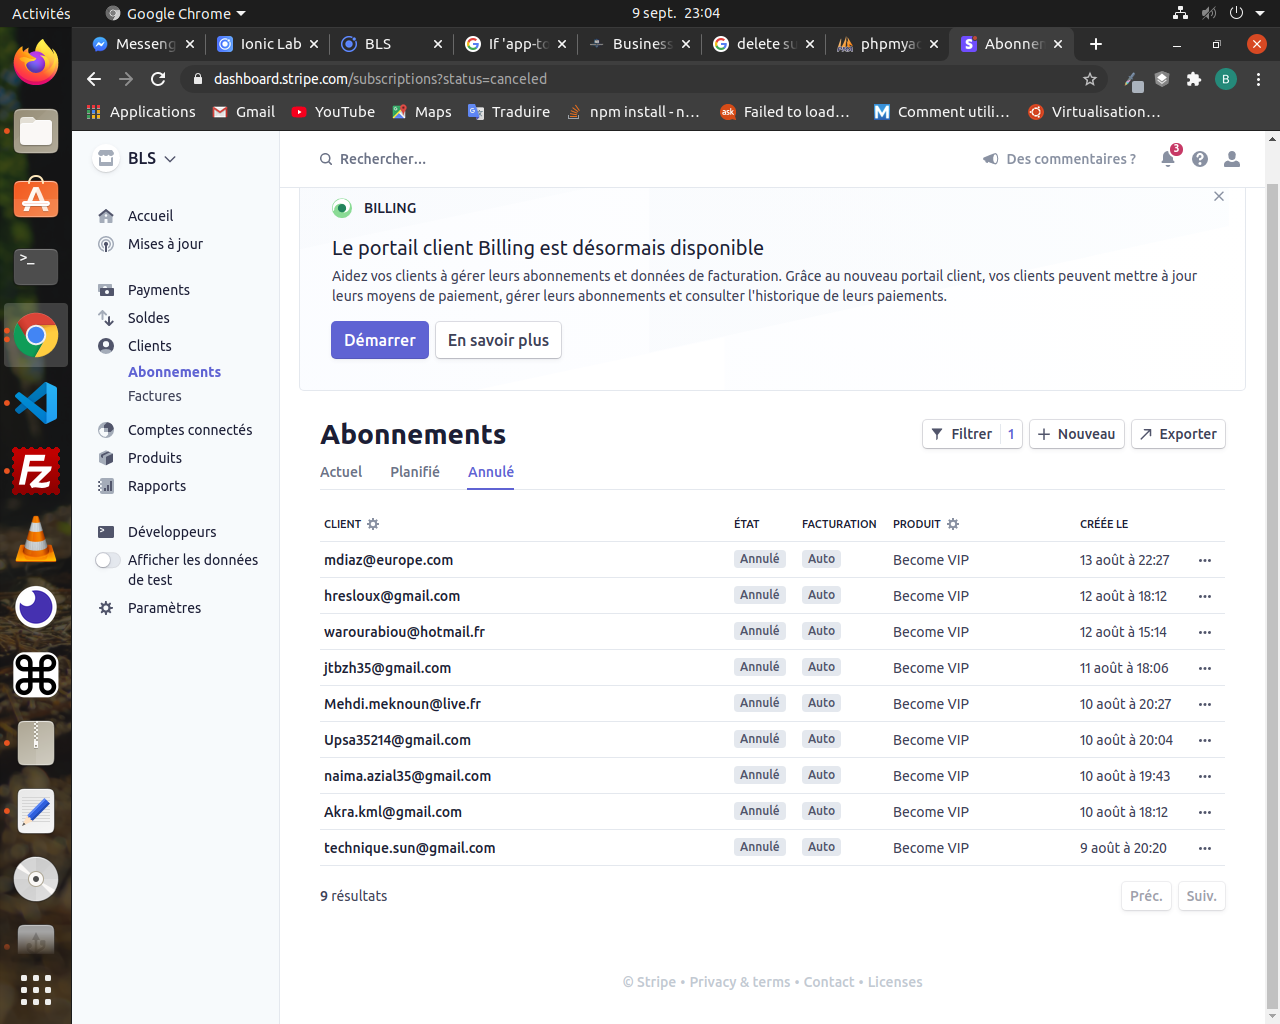 Activités
Google Chrome
9 sept. 23:04
Messeng
Ionic Lab
BLS
If 'app-to
Business
delete su
phpmyac
Abonnem
dashboard.stripe.com/subscriptions?status=canceled
B
Applications
Gmail
YouTube
Maps
Traduire
npm install - n...
Failed to load...
Comment utili...
Virtualisation...
BLS
Rechercher...
Des commentaires ?
3
Accueil
Mises à jour
Payments
Soldes
Clients
Abonnements
Factures
Comptes connectés
Produits
Rapports
Développeurs
Afficher les données
de test
Paramètres
BILLING
Le portail client Billing est désormais disponible
Aidez vos clients à gérer leurs abonnements et données de facturation. Grâce au nouveau portail client, vos clients peuvent mettre à jour
leurs moyens de paiement, gérer leurs abonnements et consulter l'historique de leurs paiements.
Démarrer
En savoir plus
Abonnements
Filtrer 1
Nouveau
Exporter
Actuel
Planifié
Annulé
CLIENT ÉTAT FACTURATION PRODUIT CRÉÉE LE
mdiaz@europe.com Annulé Auto Become VIP 13 août à 22:27
hresloux@gmail.com Annulé Auto Become VIP 12 août à 18:12
warourabiou@hotmail.fr Annulé Auto Become VIP 12 août à 15:14
jtbzh35@gmail.com Annulé Auto Become VIP 11 août à 18:06
Mehdi.meknoun@live.fr Annulé Auto Become VIP 10 août à 20:27
Upsa35214@gmail.com Annulé Auto Become VIP 10 août à 20:04
naima.azial35@gmail.com Annulé Auto Become VIP 10 août à 19:43
Akra.kml@gmail.com Annulé Auto Become VIP 10 août à 18:12
technique.sun@gmail.com Annulé Auto Become VIP 9 août à 20:20
9 résultats
Préc.
Suiv.
© Stripe • Privacy & terms • Contact • Licenses